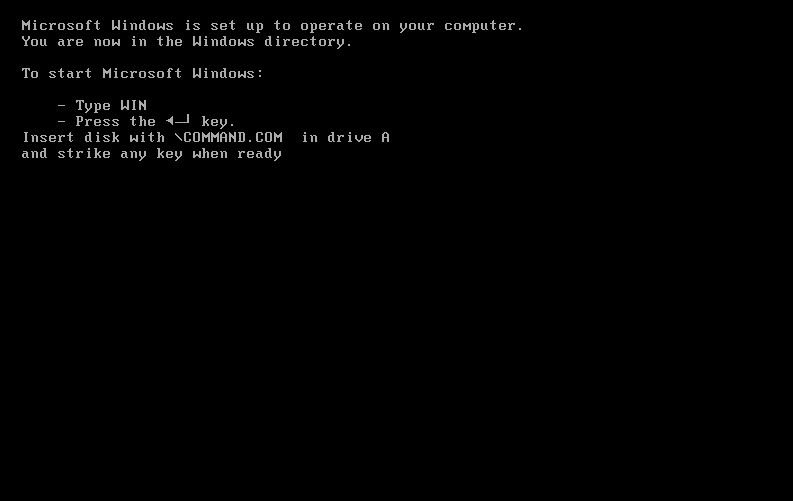 Microsoft Windows is set up to operate on your computer.
You are now in the Windows directory.
To start Microsoft Windows:
- Type WIN
- Press the ◄─┘ key.
Insert disk with \COMMAND.COM  in drive A
and strike any key when ready